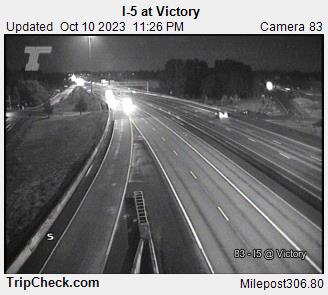 I-5 at Victory
Updated Oct 10 2023 11:26 PM Camera 83
T
S
83 - I5 @ Victory
TripCheck.com Milepost306.80